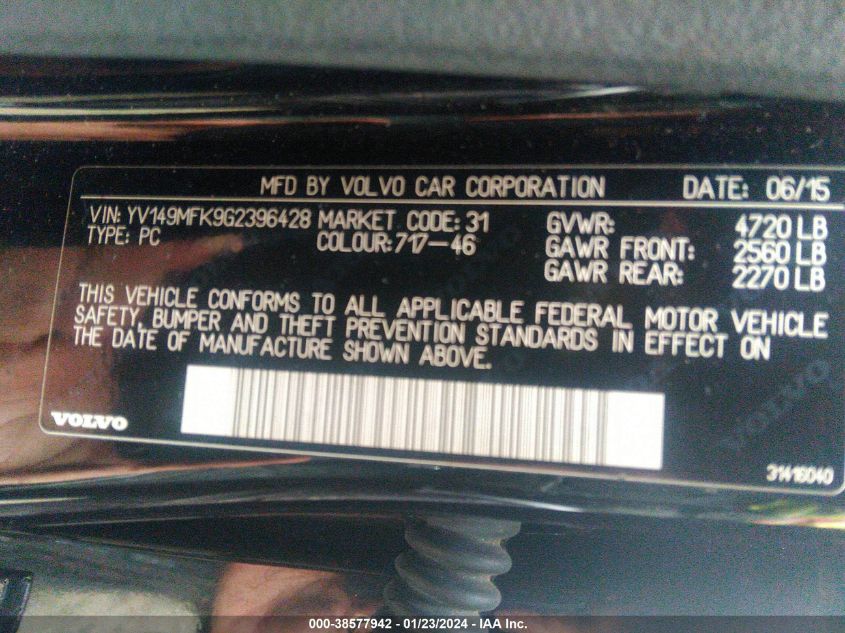 MFD BY VOLVO CAR CORPORATION DATE: 06/15
VIN: YV149MFK9G2396428 MARKET CODE: 31 GVWR: 4720 LB
TYPE: PC COLOUR: 717-46 GAWR FRONT: 2560 LB
GAWR REAR: 2270 LB
THIS VEHICLE CONFORMS TO ALL APPLICABLE FEDERAL MOTOR VEHICLE
SAFETY, BUMPER AND THEFT PREVENTION STANDARDS IN EFFECT ON
THE DATE OF MANUFACTURE SHOWN ABOVE.
VOLVO
31416040
000-38577942 - 01/23/2024 - IAA Inc.